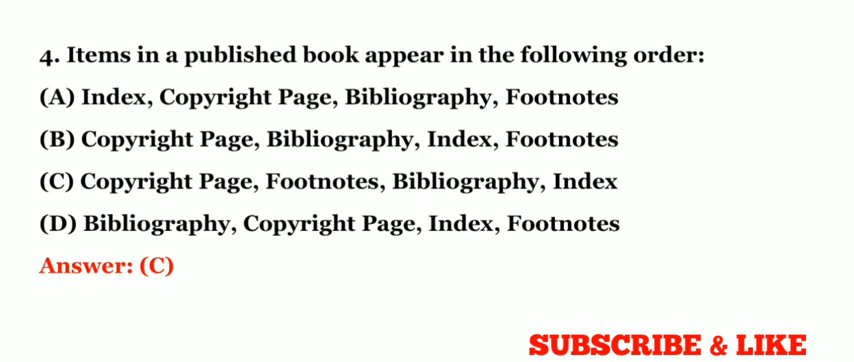 4. Items in a published book appear in the following order:
(A) Index, Copyright Page, Bibliography, Footnotes
(B) Copyright Page, Bibliography, Index, Footnotes
(C) Copyright Page, Footnotes, Bibliography, Index
(D) Bibliography, Copyright Page, Index, Footnotes
Answer: (C)
SUBSCRIBE & LIKE